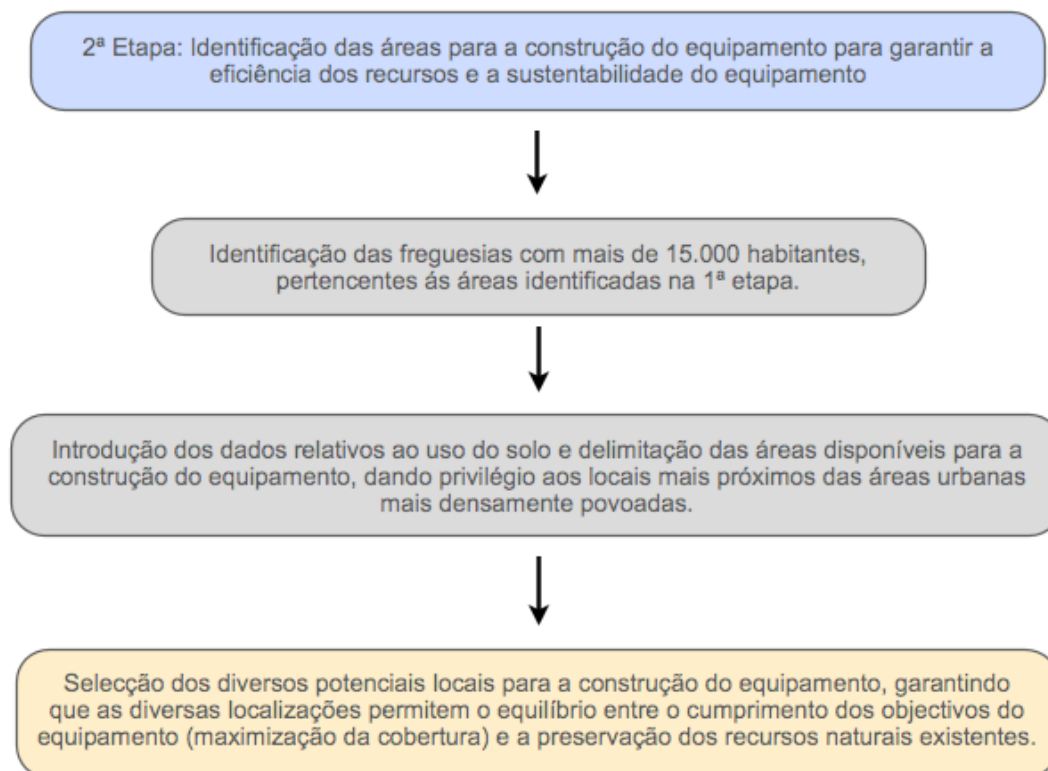 2ª Etapa: Identificação das áreas para a construção do equipamento para garantir a
eficiência dos recursos e a sustentabilidade do equipamento
Identificação das freguesias com mais de 15.000 habitantes,
pertencentes ás áreas identificadas na 1ª etapa.
Introdução dos dados relativos ao uso do solo e delimitação das áreas disponíveis para a
construção do equipamento, dando privilégio aos locais mais próximos das áreas urbanas
mais densamente povoadas.
Selecção dos diversos potenciais locais para a construção do equipamento, garantindo
que as diversas localizações permitem o equilíbrio entre o cumprimento dos objectivos do
equipamento (maximização da cobertura) e a preservação dos recursos naturais existentes.